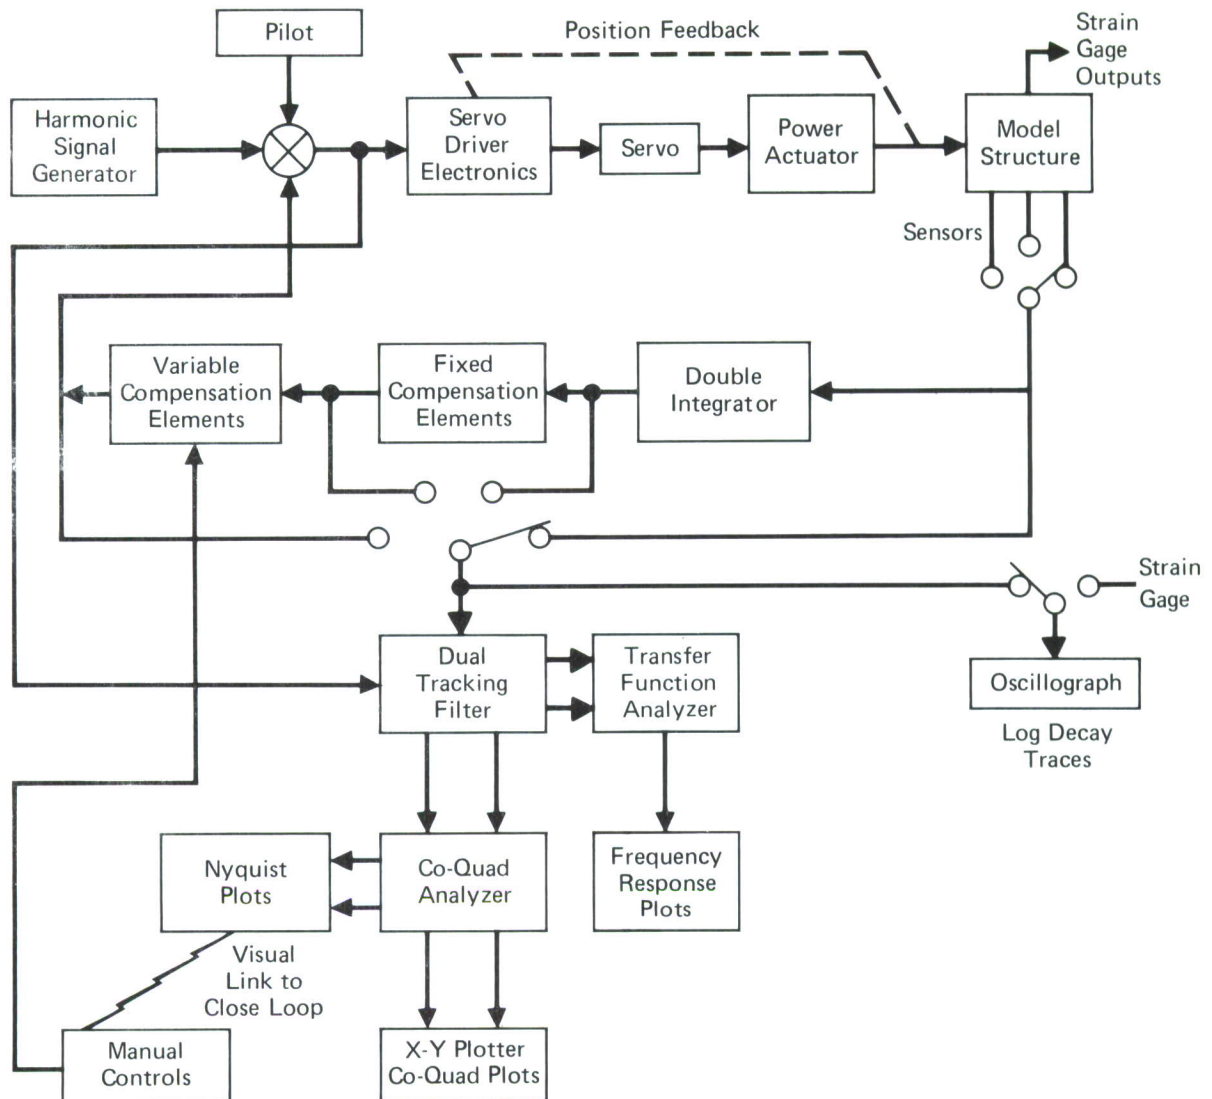 Pilot
Position Feedback
Strain
Gage
Outputs
Harmonic
Signal
Generator
Servo
Driver
Electronics
Servo
Power
Actuator
Model
Structure
Sensors
Variable
Compensation
Elements
Fixed
Compensation
Elements
Double
Integrator
Strain
Gage
Dual
Tracking
Filter
Transfer
Function
Analyzer
Oscillograph
Log Decay
Traces
Nyquist
Plots
Co-Quad
Analyzer
Frequency
Response
Plots
Visual
Link to
Close Loop
Manual
Controls
X-Y Plotter
Co-Quad Plots